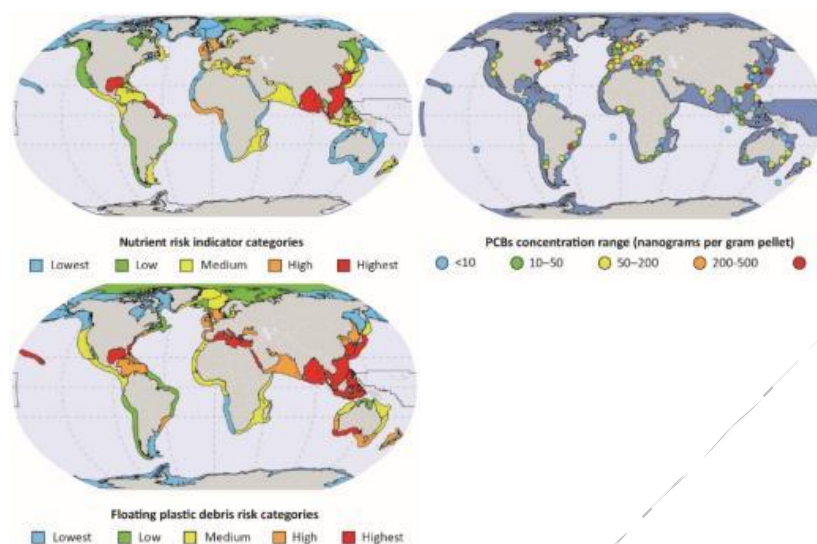 Nutrient risk indicator categories
Lowest Low Medium High Highest
PCBs concentration range (nanograms per gram pellet)
<10 10–50 50–200 200-500
Floating plastic debris risk categories
Lowest Low Medium High Highest